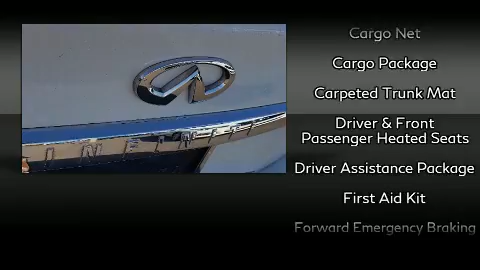 INFINITI
Cargo Net
Cargo Package
Carpeted Trunk Mat
Driver & Front
Passenger Heated Seats
Driver Assistance Package
First Aid Kit
Forward Emergency Braking